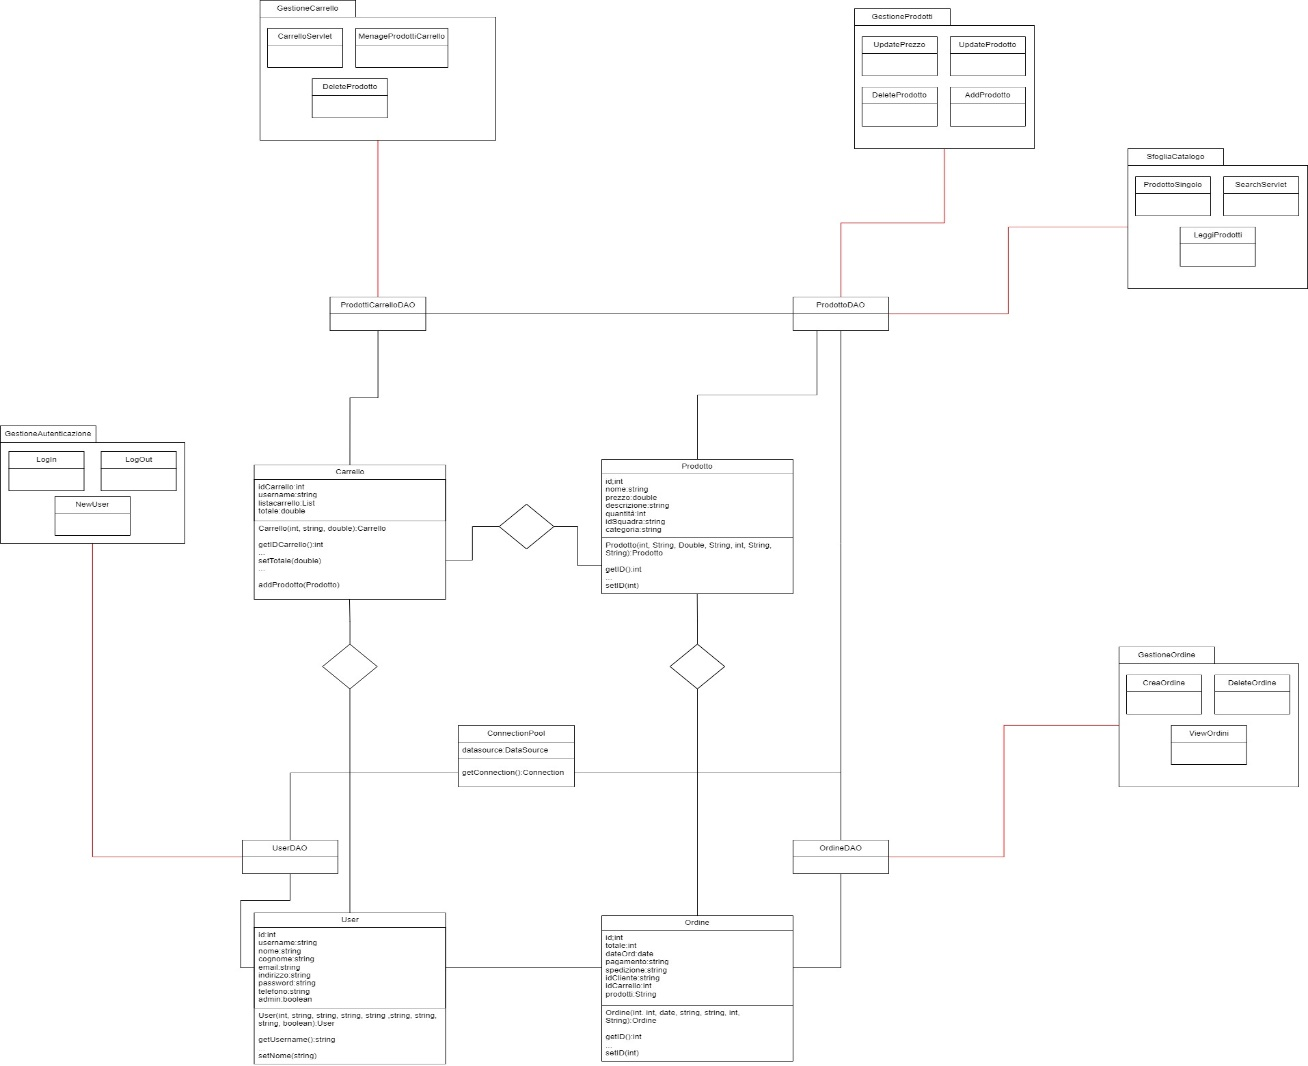 GestioneCarrello
CarrelloServlet
MenageProdottiCarrello
DeleteProdotto
GestioneProdotti
UpdatePrezzo
UpdateProdotto
DeleteProdotto
AddProdotto
SfogliaCatalogo
ProdottoSingolo
SearchServlet
LeggiProdotti
ProdottiCarrelloDAO
ProdottoDAO
GestioneAutenticazione
LogIn
LogOut
NewUser
Carrello
idCarrello:int
username:string
listacarrello:List
totale:double
Carrello(int, string, double):Carrello
getIDCarrello():int
...
setTotale(double)
...
addProdotto(Prodotto)
Prodotto
id;int
nome:string
prezzo:double
descrizione:string
quantità:int
idSquadra:string
categoria:string
Prodotto(int, String, Double, String, int, String,
String):Prodotto
getID():int
...
setID(int)
GestioneOrdine
CreaOrdine
DeleteOrdine
ViewOrdini
ConnectionPool
datasource:DataSource
getConnection():Connection
UserDAO
OrdineDAO
User
id:int
username:string
nome:string
cognome:string
email:string
indirizzo:string
password:string
telefono:string
admin:boolean
User(int, string, string, string, string ,string, string,
string, boolean):User
getUsername():string
setNome(string)
Ordine
id;int
totale:int
dateOrd:date
pagamento:string
spedizione:string
idCliente:string
idCarrello:int
prodotti:String
Ordine(int. int, date, string, string, int,
String):Ordine
getID():int
...
setID(int)